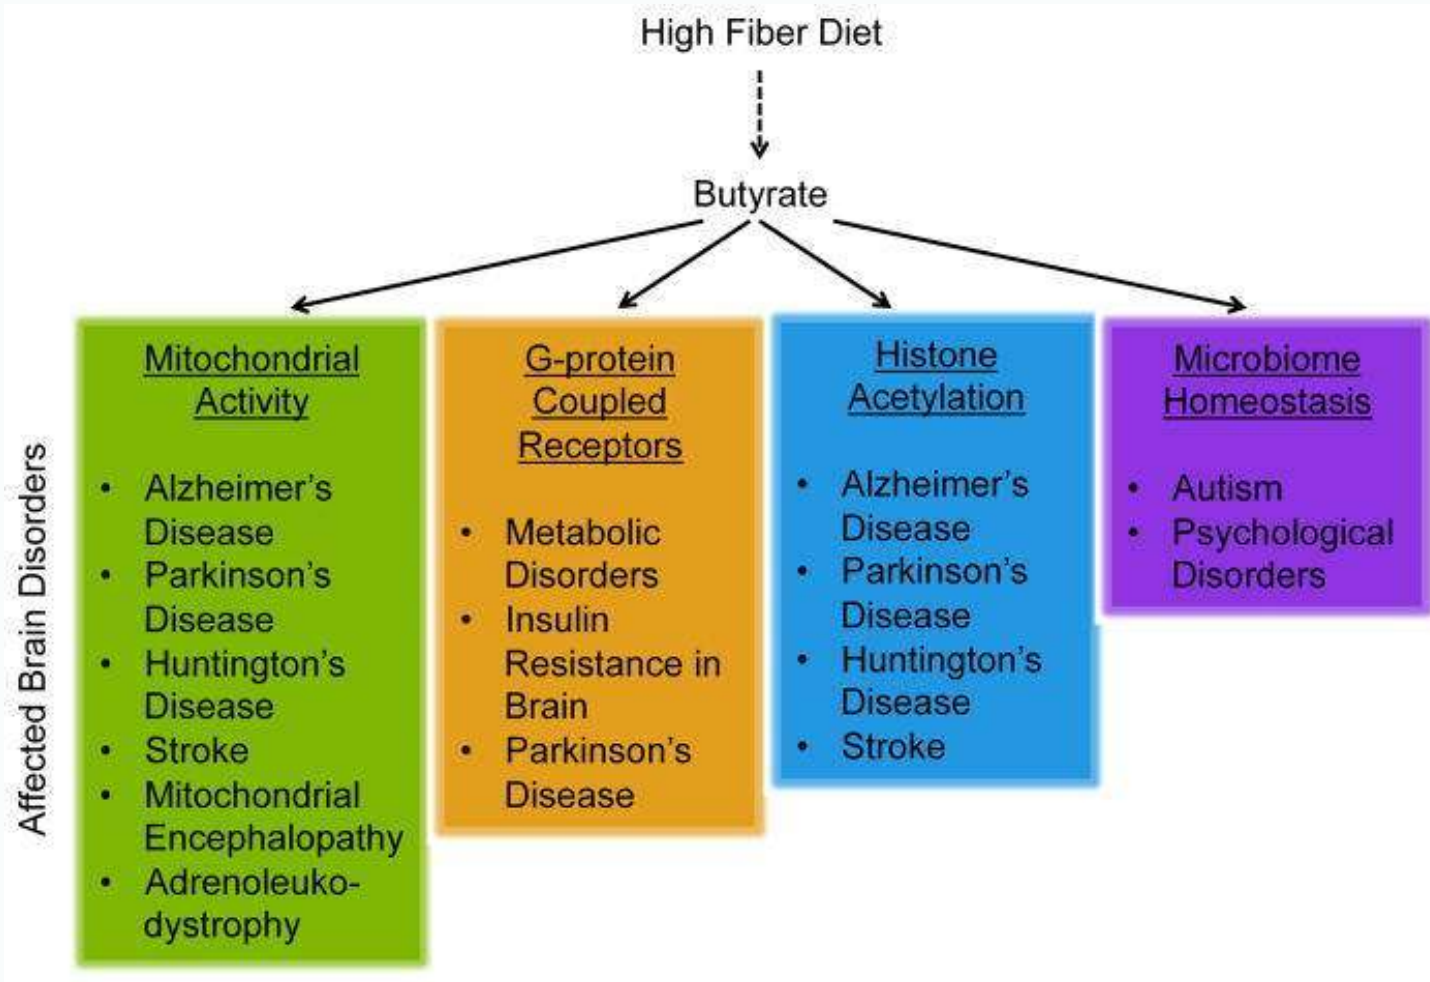 High Fiber Diet
Butyrate
Affected Brain Disorders
Mitochondrial
Activity
• Alzheimer's
Disease
• Parkinson's
Disease
• Huntington's
Disease
• Stroke
• Mitochondrial
Encephalopathy
• Adrenoleuko-
dystrophy
G-protein
Coupled
Receptors
• Metabolic
Disorders
• Insulin
Resistance in
Brain
• Parkinson's
Disease
Histone
Acetylation
• Alzheimer's
Disease
• Parkinson's
Disease
• Huntington's
Disease
• Stroke
Microbiome
Homeostasis
• Autism
• Psychological
Disorders